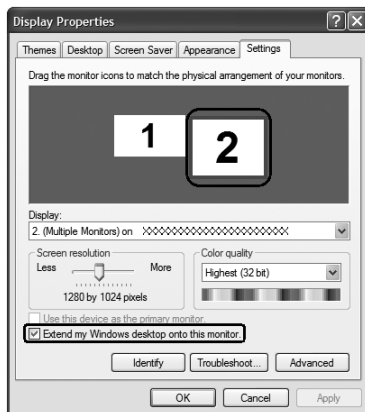 Display Properties
Themes Desktop Screen Saver Appearance Settings
Drag the monitor icons to match the physical arrangement of your monitors.
1 2
Display:
2. (Multiple Monitors) on XXXXXXXXXXXXXXXXXXXXXXXX
Screen resolution Color quality
Less More Highest (32 bit)
1280 by 1024 pixels
Use this device as the primary monitor.
Extend my Windows desktop onto this monitor.
Identify Troubleshoot... Advanced
OK Cancel Apply